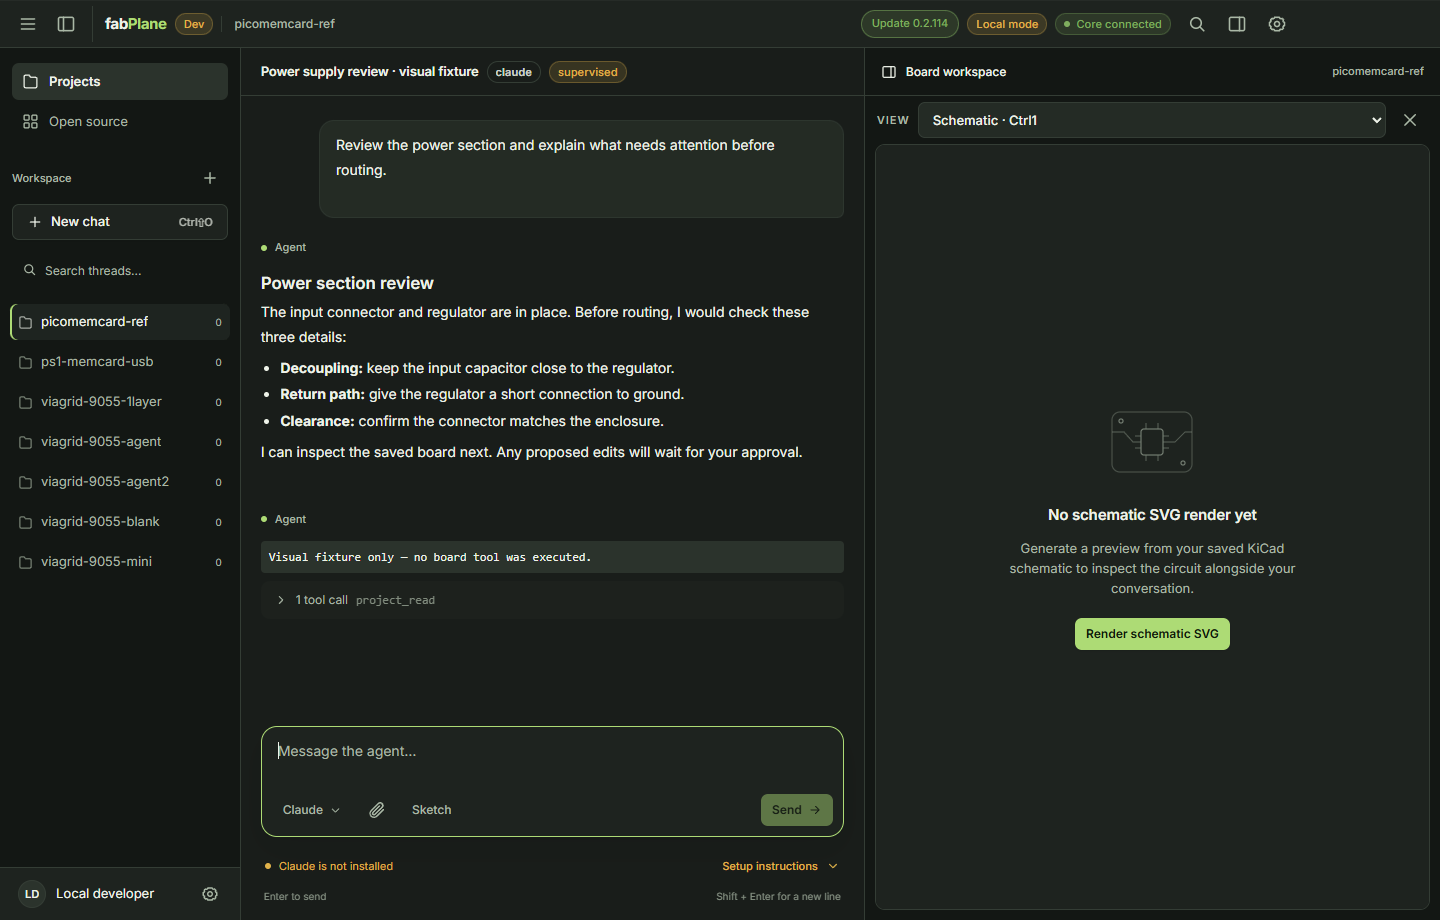 fabPlane Dev picomemcard-ref
Update 0.2.114 Local mode Core connected
Projects
Open source
Workspace
New chat Ctrl⇧O
Search threads...
picomemcard-ref 0
ps1-memcard-usb 0
viagrid-9055-1layer 0
viagrid-9055-agent 0
viagrid-9055-agent2 0
viagrid-9055-blank 0
viagrid-9055-mini 0
LD Local developer
Power supply review · visual fixture claude supervised
Review the power section and explain what needs attention before
routing.
Agent
Power section review
The input connector and regulator are in place. Before routing, I would check these
three details:
• Decoupling: keep the input capacitor close to the regulator.
• Return path: give the regulator a short connection to ground.
• Clearance: confirm the connector matches the enclosure.
I can inspect the saved board next. Any proposed edits will wait for your approval.
Agent
Visual fixture only — no board tool was executed.
1 tool call project_read
Message the agent...
Claude Sketch Send
Claude is not installed Setup instructions
Enter to send Shift + Enter for a new line
Board workspace picomemcard-ref
VIEW Schematic · Ctrl1
No schematic SVG render yet
Generate a preview from your saved KiCad
schematic to inspect the circuit alongside your
conversation.
Render schematic SVG